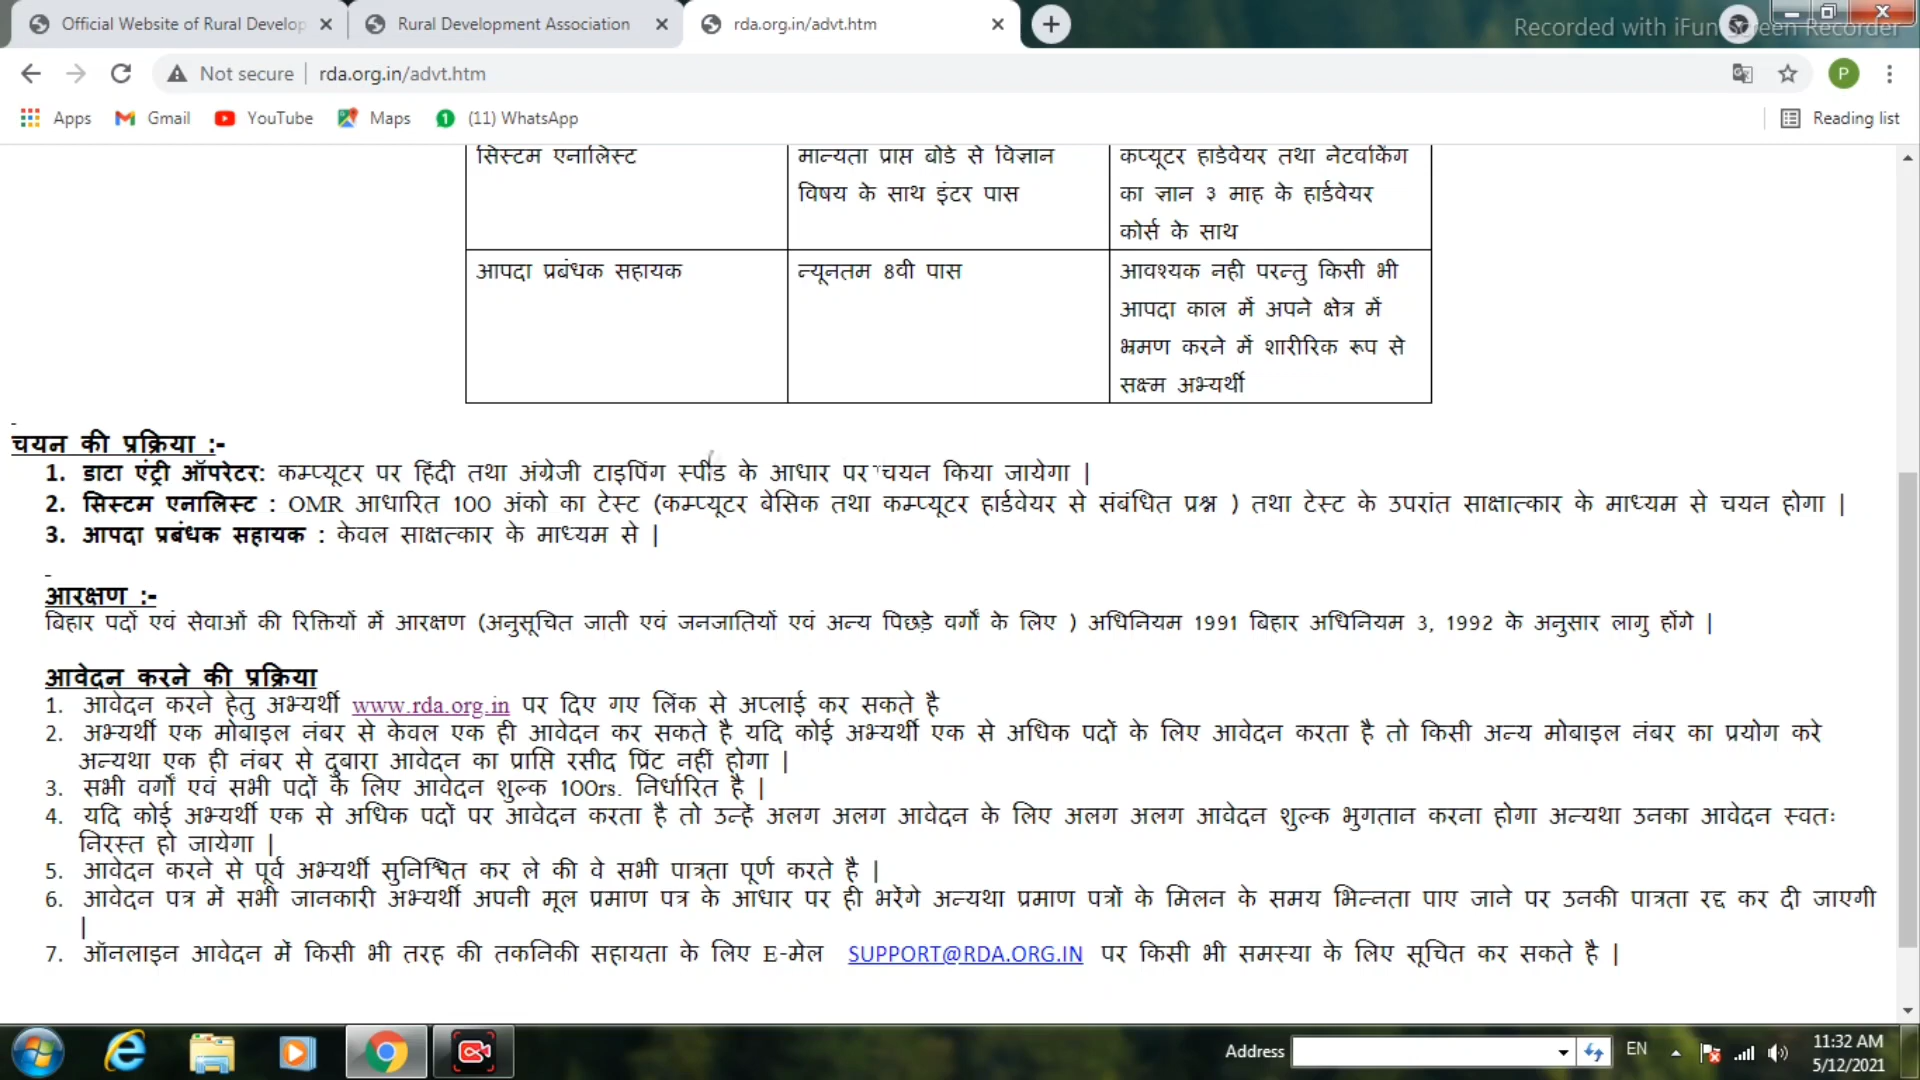 Official Website of Rural Develop
Rural Development Association
rda.org.in/advt.htm
Recorded with iFun Screen Recorder
Not secure
rda.org.in/advt.htm
P
Apps
Gmail
YouTube
Maps
1
(11) WhatsApp
Reading list
सिस्टम एनालिस्ट
मान्यता प्राप्त बोर्ड से विज्ञान
विषय के साथ इंटर पास
कंप्यूटर हार्डवेयर तथा नेटवर्किंग
का ज्ञान ३ माह के हार्डवेयर
कोर्स के साथ
आपदा प्रबंधक सहायक
न्यूनतम 8वी पास
आवश्यक नही परन्तु किसी भी
आपदा काल में अपने क्षेत्र में
भ्रमण करने में शारीरिक रूप से
सक्ष्म अभ्यर्थी
चयन की प्रक्रिया :-
1. डाटा एंट्री ऑपरेटर: कम्प्यूटर पर हिंदी तथा अंग्रेजी टाइपिंग स्पीड के आधार पर चयन किया जायेगा |
2. सिस्टम एनालिस्ट : OMR आधारित 100 अंको का टेस्ट (कम्प्यूटर बेसिक तथा कम्प्यूटर हार्डवेयर से संबंधित प्रश्न ) तथा टेस्ट के उपरांत साक्षात्कार के माध्यम से चयन होगा |
3. आपदा प्रबंधक सहायक : केवल साक्षत्कार के माध्यम से |
आरक्षण :-
बिहार पदों एवं सेवाओं की रिक्तियों में आरक्षण (अनुसूचित जाती एवं जनजातियों एवं अन्य पिछड़े वर्गों के लिए ) अधिनियम 1991 बिहार अधिनियम 3, 1992 के अनुसार लागु होंगे |
आवेदन करने की प्रक्रिया
1. आवेदन करने हेतु अभ्यर्थी www.rda.org.in पर दिए गए लिंक से अप्लाई कर सकते है
2. अभ्यर्थी एक मोबाइल नंबर से केवल एक ही आवेदन कर सकते है यदि कोई अभ्यर्थी एक से अधिक पदों के लिए आवेदन करता है तो किसी अन्य मोबाइल नंबर का प्रयोग करे
अन्यथा एक ही नंबर से दुबारा आवेदन का प्राप्ति रसीद प्रिंट नहीं होगा |
3. सभी वर्गों एवं सभी पदों के लिए आवेदन शुल्क 100rs. निर्धारित है |
4. यदि कोई अभ्यर्थी एक से अधिक पदों पर आवेदन करता है तो उन्हें अलग अलग आवेदन के लिए अलग अलग आवेदन शुल्क भुगतान करना होगा अन्यथा उनका आवेदन स्वतः
निरस्त हो जायेगा |
5. आवेदन करने से पूर्व अभ्यर्थी सुनिश्चित कर ले की वे सभी पात्रता पूर्ण करते है |
6. आवेदन पत्र में सभी जानकारी अभ्यर्थी अपनी मूल प्रमाण पत्र के आधार पर ही भरेंगे अन्यथा प्रमाण पत्रों के मिलन के समय भिन्नता पाए जाने पर उनकी पात्रता रद्द कर दी जाएगी
|
7. ऑनलाइन आवेदन में किसी भी तरह की तकनिकी सहायता के लिए E-मेल SUPPORT@RDA.ORG.IN पर किसी भी समस्या के लिए सूचित कर सकते है |
Address
EN
11:32 AM
5/12/2021